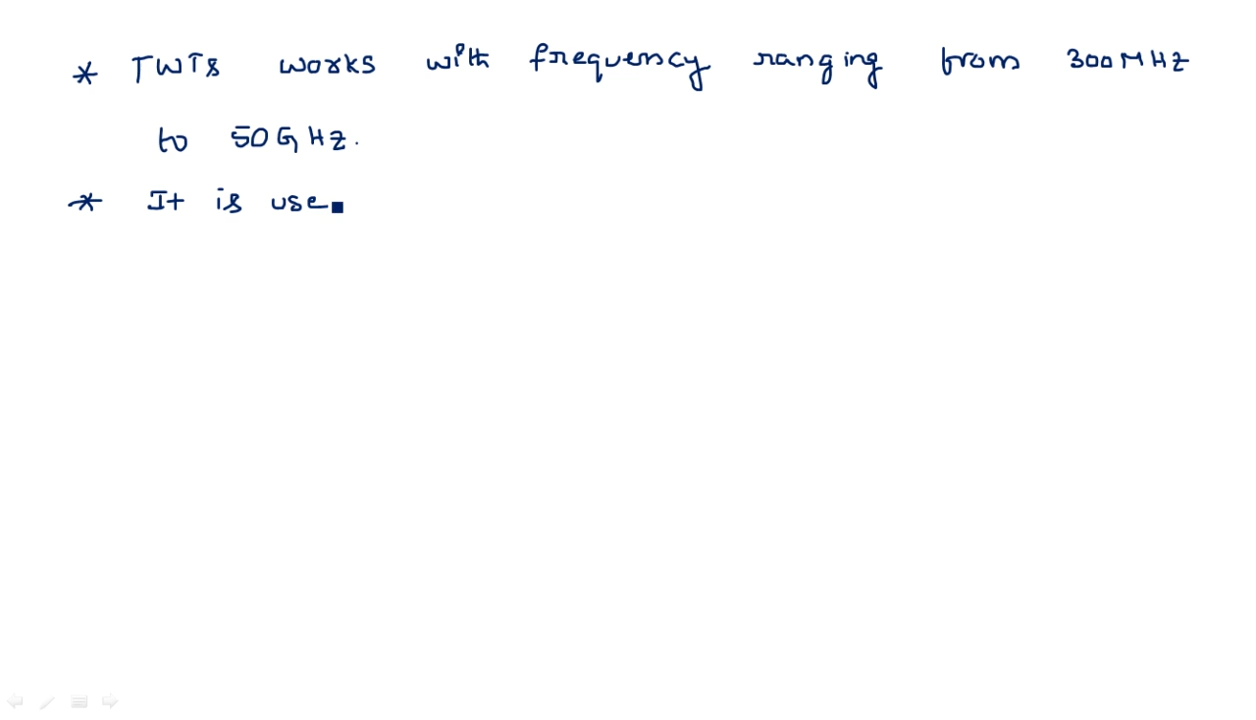 * TWTs works with frequency ranging from 300MHz
to 50GHz.
* It is use